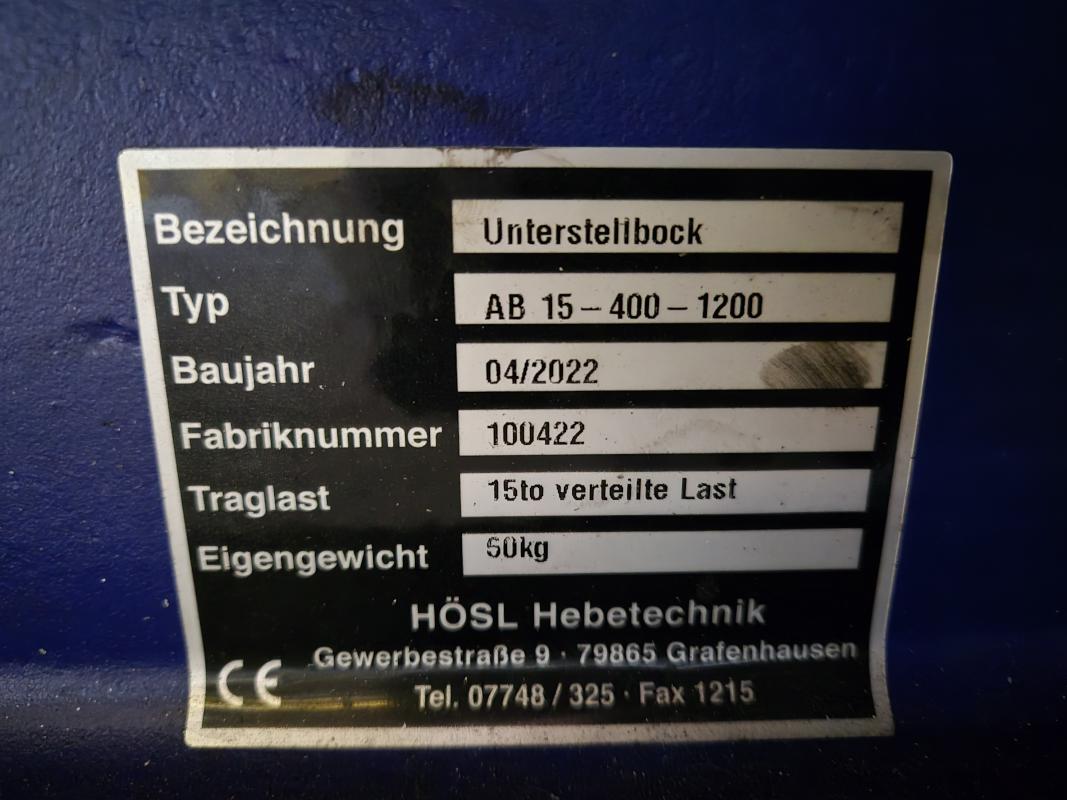 Bezeichnung Unterstellbock
Typ AB 15-400-1200
Baujahr 04/2022
Fabriknummer 100422
Traglast 15to verteilte Last
Eigengewicht 50kg
HÖSL Hebetechnik
Gewerbestraße 9 · 79865 Grafenhausen
CE Tel. 07748 / 325 · Fax 1215